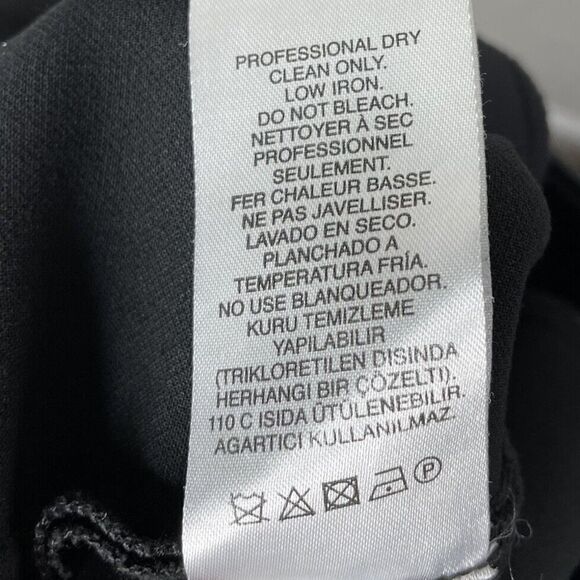 PROFESSIONAL DRY
CLEAN ONLY.
LOW IRON.
DO NOT BLEACH.
NETTOYER À SEC
PROFESSIONNEL
SEULEMENT.
FER CHALEUR BASSE.
NE PAS JAVELLISER.
LAVADO EN SECO.
PLANCHADO A
TEMPERATURA FRÍA.
NO USE BLANQUEADOR.
KURU TEMIZLEME
YAPILABILIR
(TRIKLORETILEN DISINDA
HERHANGI BIR ÇOZELTI).
110 C ISIDA ÜTÜLENEBILIR.
AGARTICI KULLANILMAZ.
P